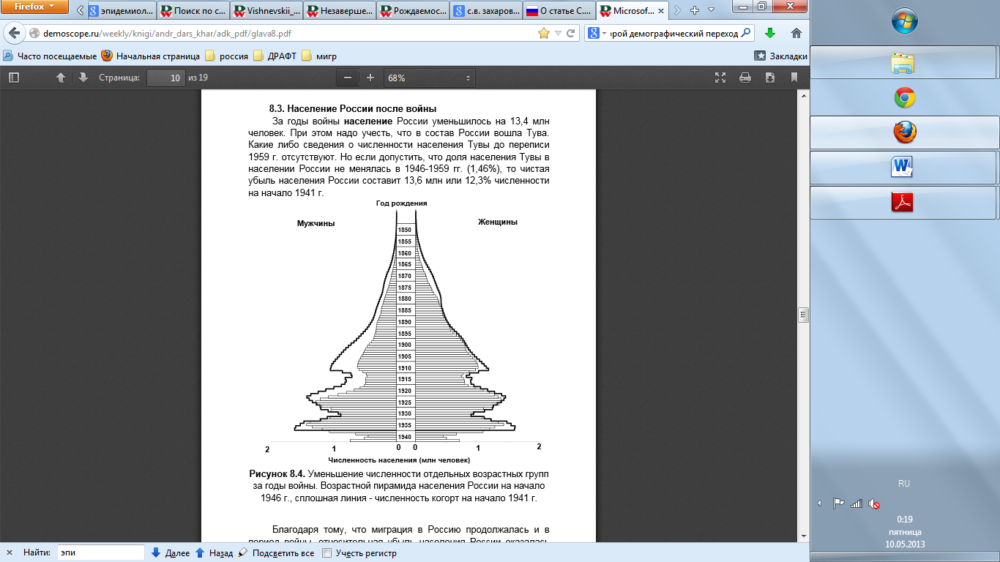 Firefox
эпидемиол...
Поиск по с...
Vishnevskii_...
Незаверше...
Рождаемос...
с.в. захаров...
О статье С....
Microsof...
demoscope.ru/weekly/knigi/andr_dars_khar/adk_pdf/glava8.pdf
орой демографический переход
Часто посещаемые
Начальная страница
россия
ДРАФТ
мигр
Закладки
Страница: 10 из 19
68%
8.3. Население России после войны
За годы войны население России уменьшилось на 13,4 млн
человек. При этом надо учесть, что в состав России вошла Тува.
Какие либо сведения о численности населения Тувы до переписи
1959 г. отсутствуют. Но если допустить, что доля населения Тувы в
населении России не менялась в 1946-1959 гг. (1,46%), то чистая
убыль населения России составит 13,6 млн или 12,3% численности
на начало 1941 г.
Год рождения
Мужчины
Женщины
1850
1855
1860
1865
1870
1875
1880
1885
1890
1895
1900
1905
1910
1915
1920
1925
1930
1935
1940
2 1 0 0 1 2
Численность населения (млн человек)
Рисунок 8.4. Уменьшение численности отдельных возрастных групп
за годы войны. Возрастной пирамида населения России на начало
1946 г., сплошная линия - численность когорт на начало 1941 г.
Благодаря тому, что миграция в Россию продолжалась и в
период войны, относительная убыль населения России оказалась
Найти: эпи
Далее
Назад
Подсветить все
Учесть регистр
RU
0:19
пятница
10.05.2013